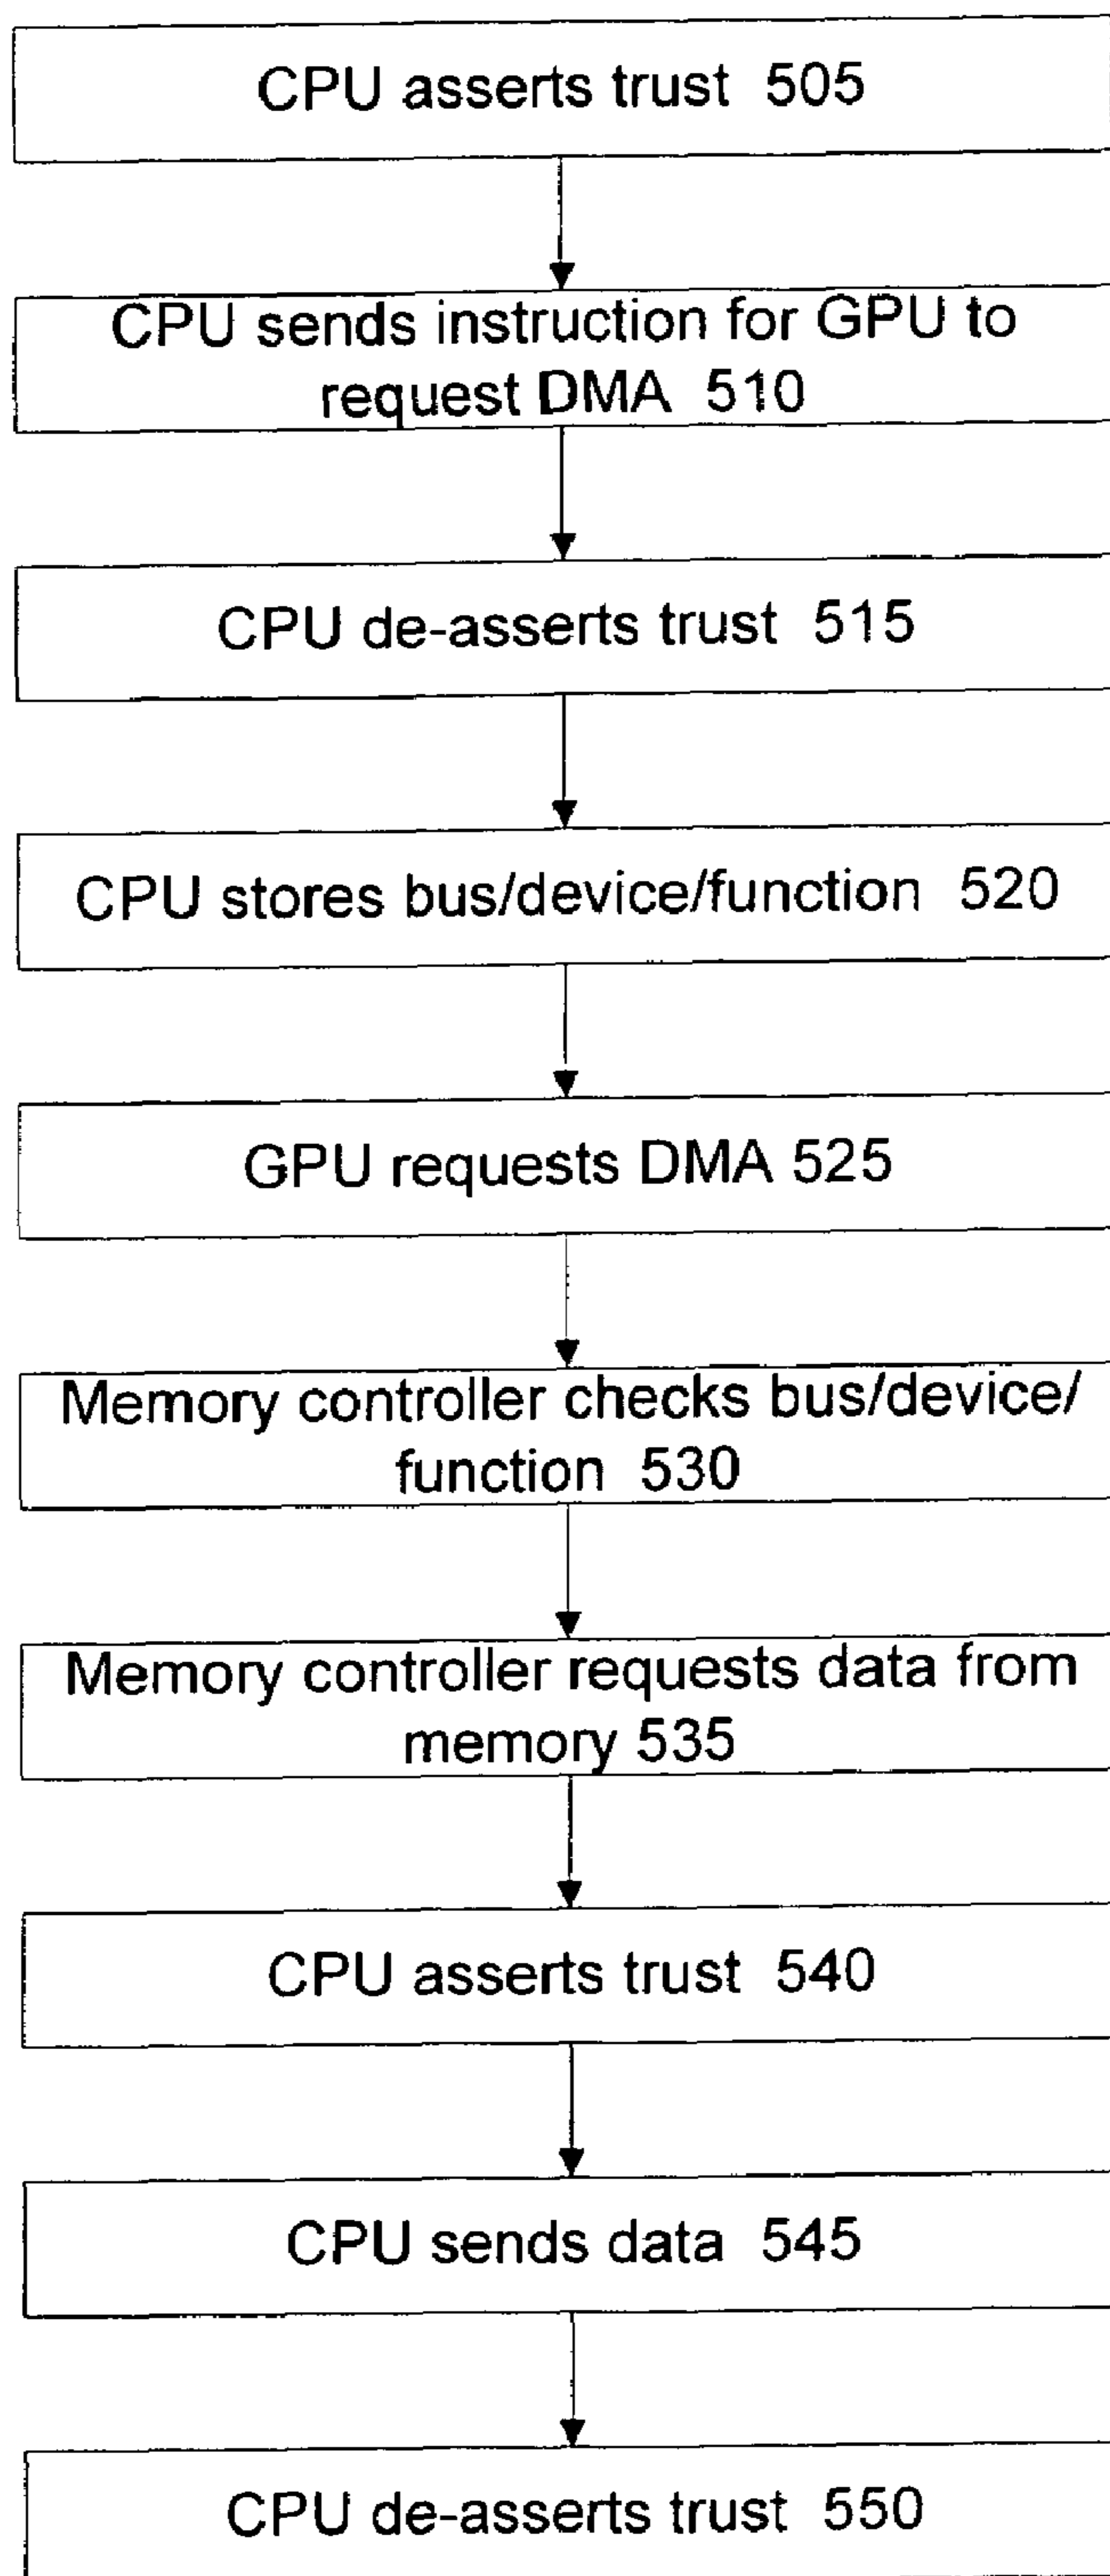 CPU asserts trust 505
CPU sends instruction for GPU to
request DMA 510
CPU de-asserts trust 515
CPU stores bus/device/function 520
GPU requests DMA 525
Memory controller checks bus/device/
function 530
Memory controller requests data from
memory 535
CPU asserts trust 540
CPU sends data 545
CPU de-asserts trust 550